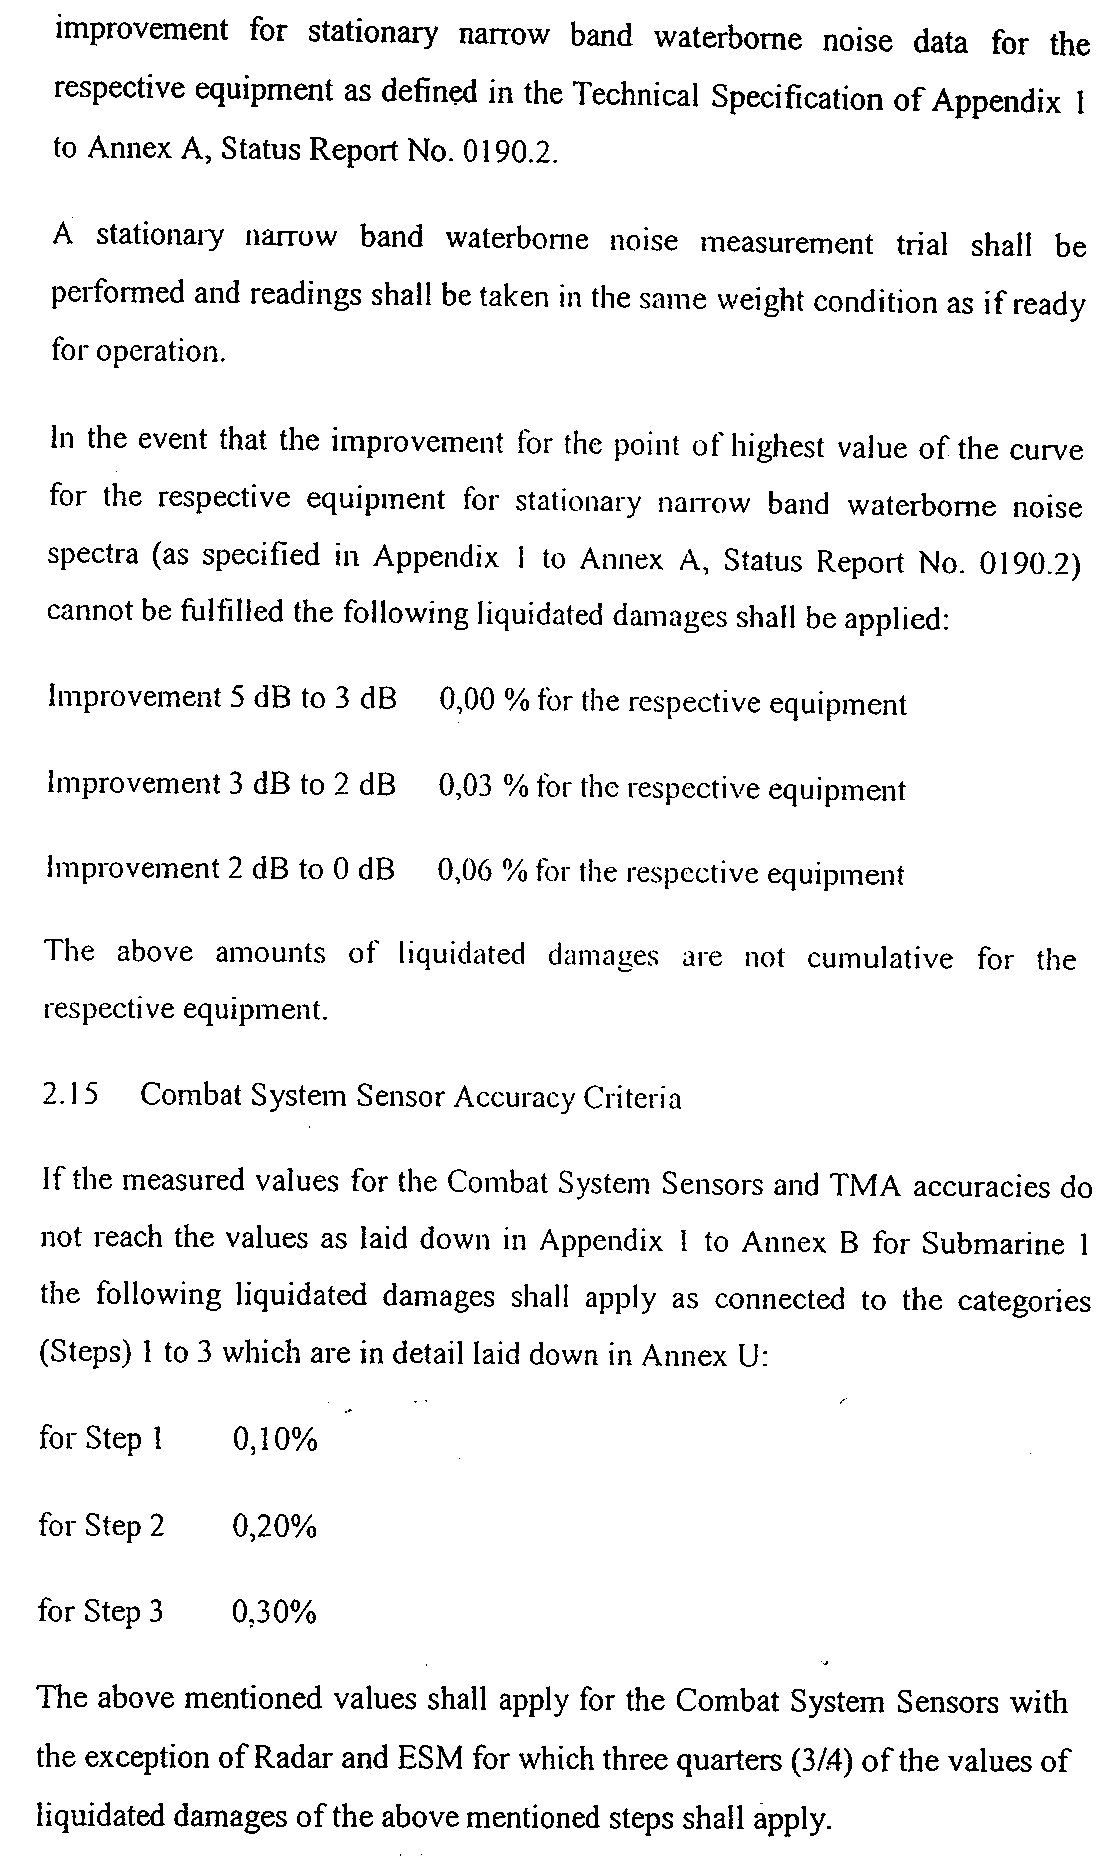 improvement for stationary narrow band waterborne noise data for the
respective equipment as defined in the Technical Specification of Appendix 1
to Annex A, Status Report No. 0190.2.
A stationary narrow band waterborne noise measurement trial shall be
performed and readings shall be taken in the same weight condition as if ready
for operation.
In the event that the improvement for the point of highest value of the curve
for the respective equipment for stationary narrow band waterborne noise
spectra (as specified in Appendix 1 to Annex A, Status Report No. 0190.2)
cannot be fulfilled the following liquidated damages shall be applied:
Improvement 5 dB to 3 dB 0,00 % for the respective equipment
Improvement 3 dB to 2 dB 0,03 % for the respective equipment
Improvement 2 dB to 0 dB 0,06 % for the respective equipment
The above amounts of liquidated damages are not cumulative for the
respective equipment.
2.15 Combat System Sensor Accuracy Criteria
If the measured values for the Combat System Sensors and TMA accuracies do
not reach the values as laid down in Appendix 1 to Annex B for Submarine 1
the following liquidated damages shall apply as connected to the categories
(Steps) 1 to 3 which are in detail laid down in Annex U:
for Step 1 0,10%
for Step 2 0,20%
for Step 3 0,30%
The above mentioned values shall apply for the Combat System Sensors with
the exception of Radar and ESM for which three quarters (3/4) of the values of
liquidated damages of the above mentioned steps shall apply.